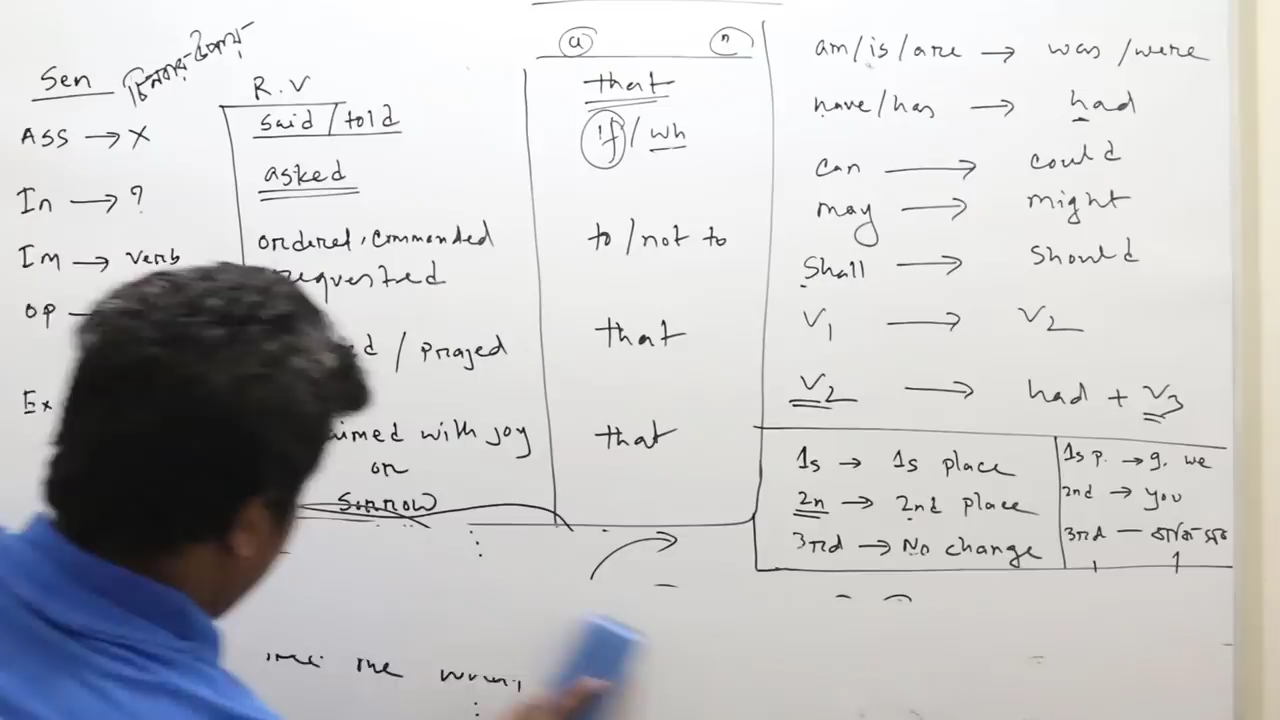 Sen চেনার উপায়
ASS → X
In → ?
Im → verb
OP
Ex
R.V
said/told
asked
ordered, commanded
requested
/ prayed
with joy
or
sorrow
(a) (n)
that
if / wh
to / not to
that
that
am/is/are → was/were
have/has → had
can → could
may → might
Shall → Should
V1 → V2
V2 → had + V3
1s → 1s place
2n → 2nd place
3rd → No change
1s p. → I, we
2nd → you
3rd —
the